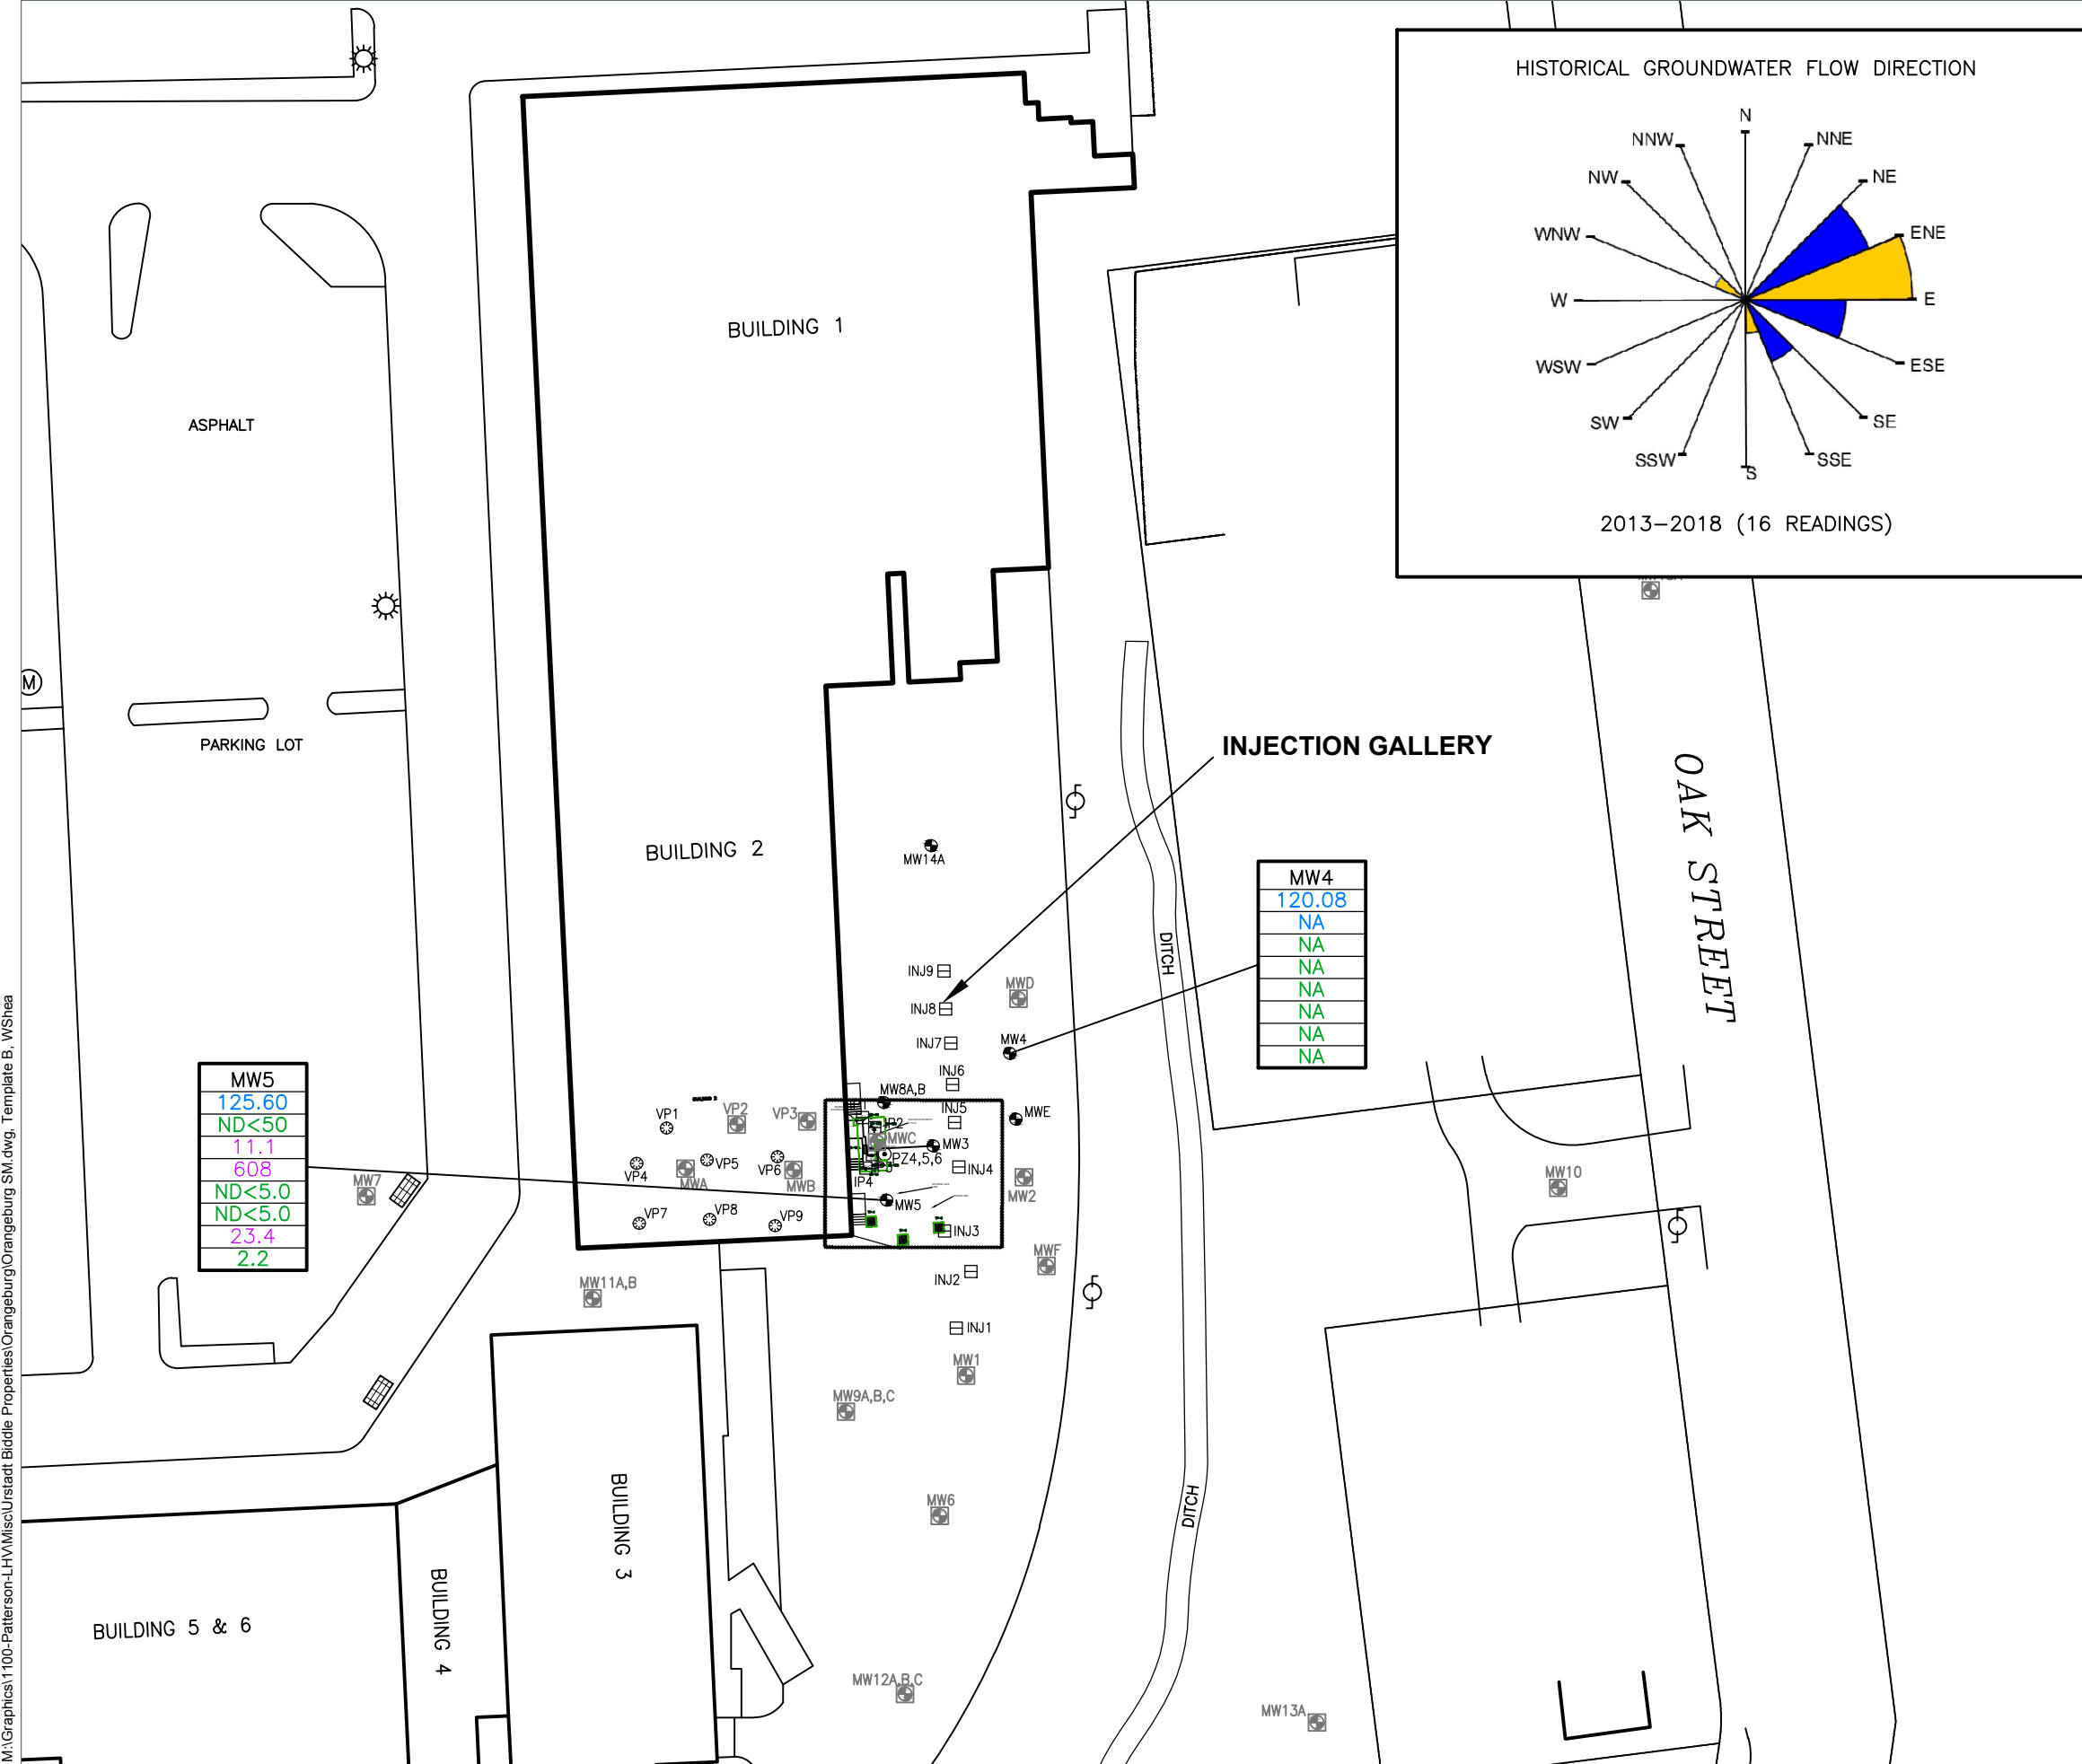 HISTORICAL GROUNDWATER FLOW DIRECTION
N
NNW
NNE
NW
NE
WNW
ENE
W
E
WSW
ESE
SW
SE
SSW
SSE
S
2013–2018 (16 READINGS)
BUILDING 1
ASPHALT
M
PARKING LOT
INJECTION GALLERY
OAK STREET
BUILDING 2
MW14A
DITCH
MW4
120.08
NA
NA
NA
NA
NA
NA
NA
INJ9
INJ8
INJ7
INJ6
INJ5
INJ4
INJ3
INJ2
INJ1
MWD
MW4
MW8A,B
MWE
MW3
MWC
PZ4,5,6
IP4
MW5
MW2
MWF
MW10
VP1
VP2
VP3
VP4
VP5
VP6
MWA
MWB
VP7
VP8
VP9
MW7
MW5
125.60
ND<50
11.1
608
ND<5.0
ND<5.0
23.4
2.2
MW11A,B
MW1
MW9A,B,C
MW6
DITCH
MW12A,B,C
MW13A
BUILDING 3
BUILDING 4
BUILDING 5 & 6
M:\Graphics\1100-Patterson-LHV\Misc\Urstadt Biddle Properties\Orangeburg\Orangeburg SM.dwg, Template B, WShea